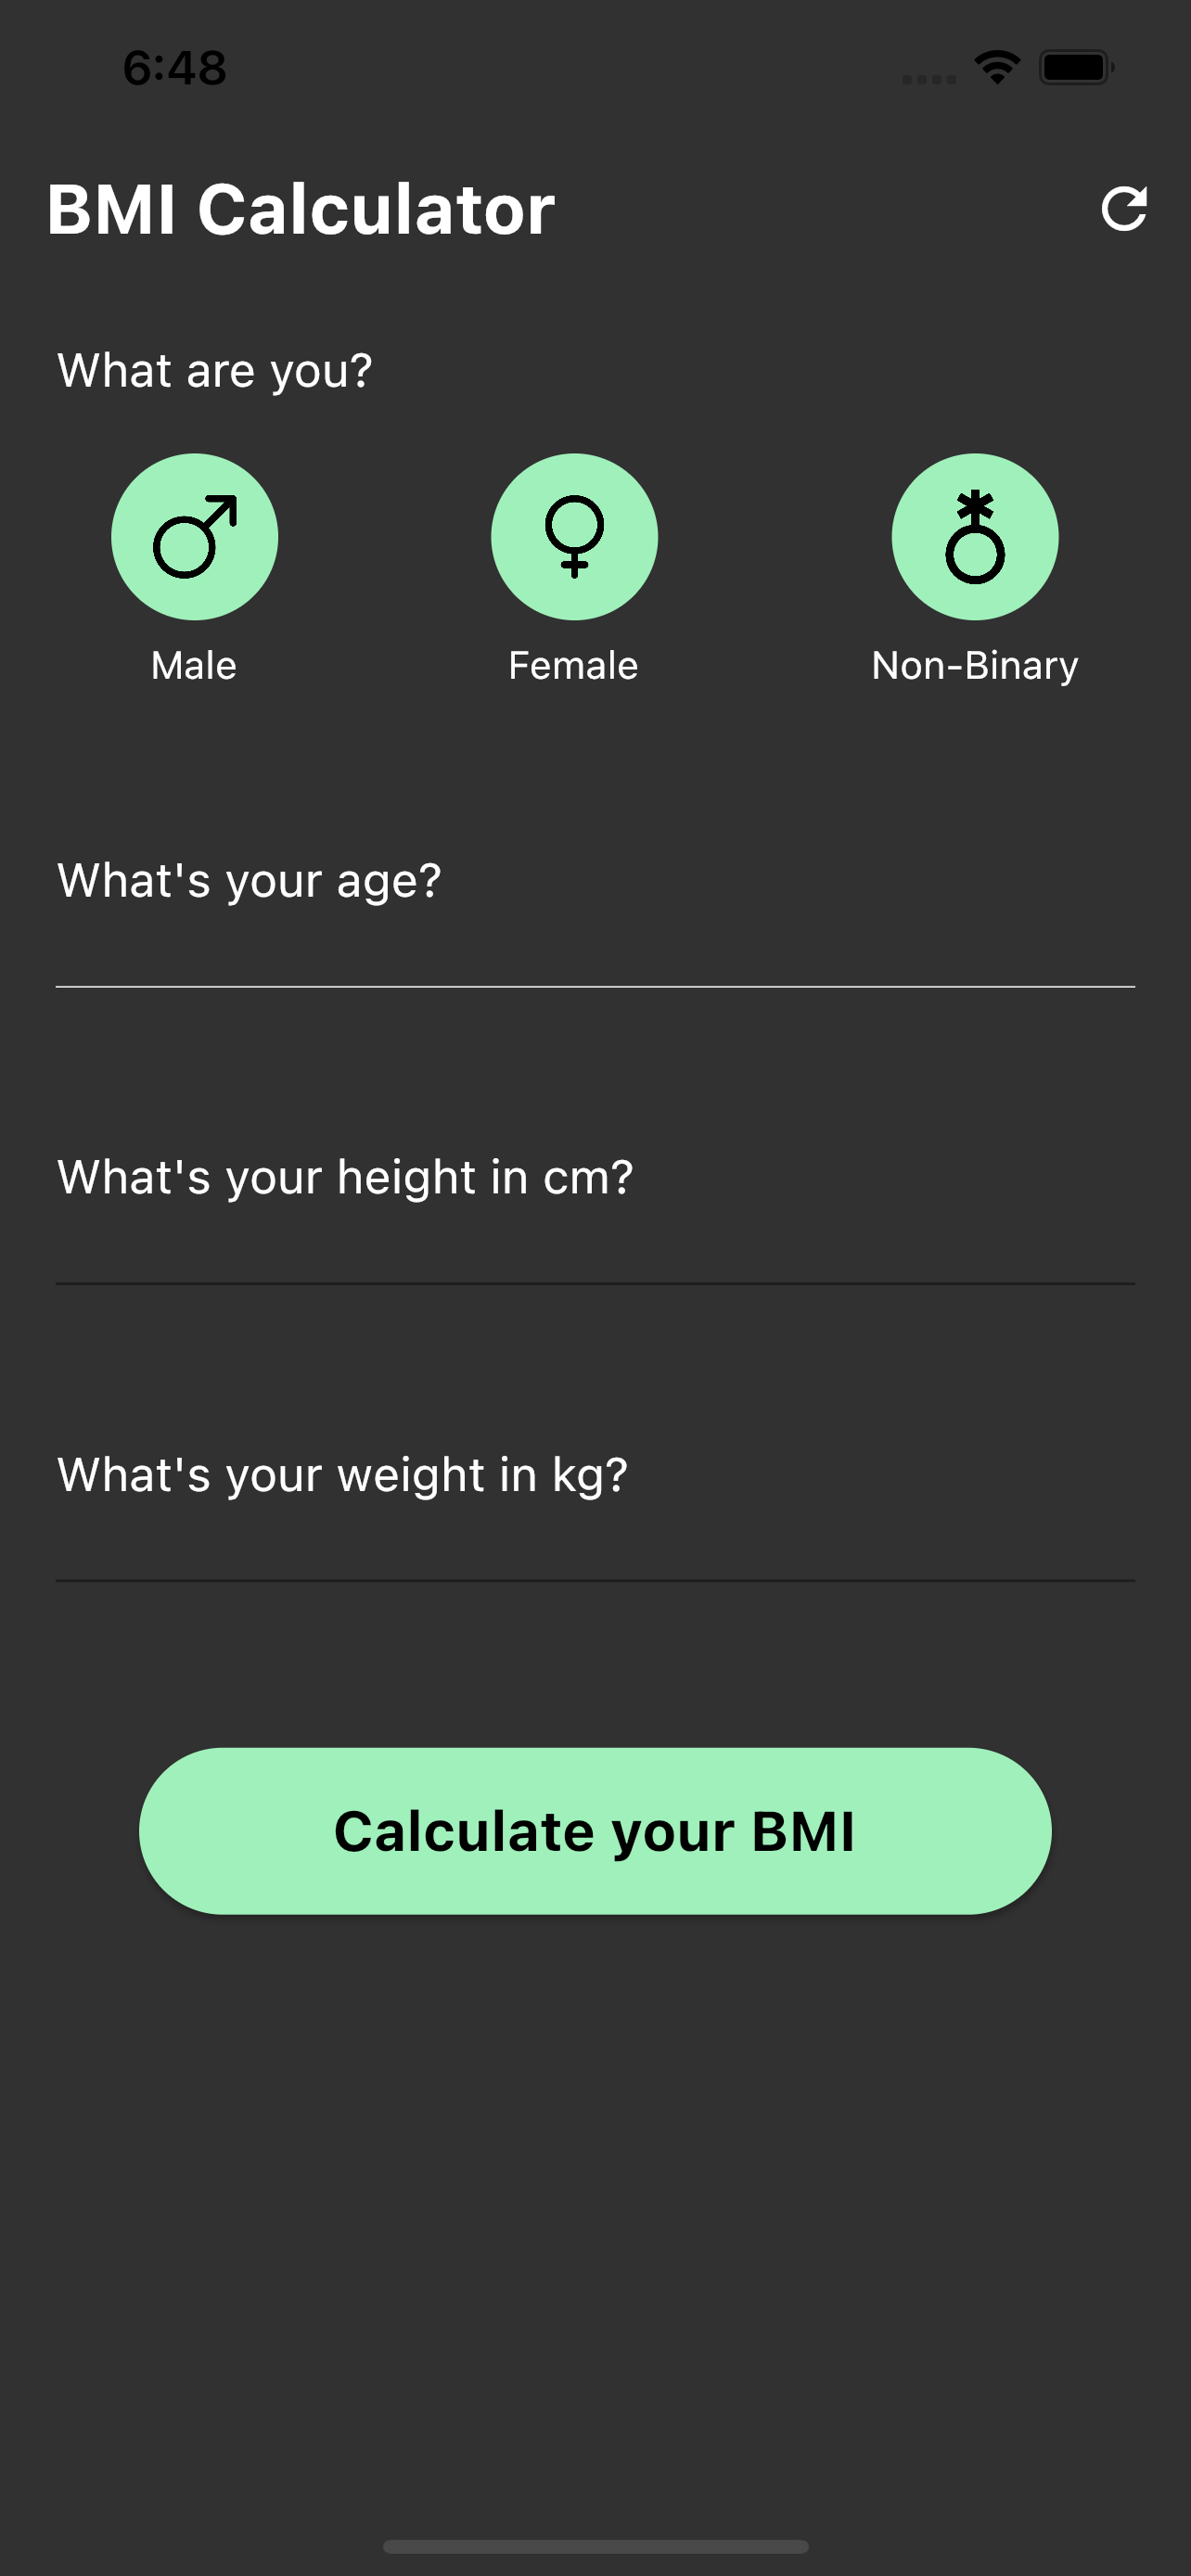 6:48
BMI Calculator
What are you?
Male Female Non-Binary
What's your age?
What's your height in cm?
What's your weight in kg?
Calculate your BMI